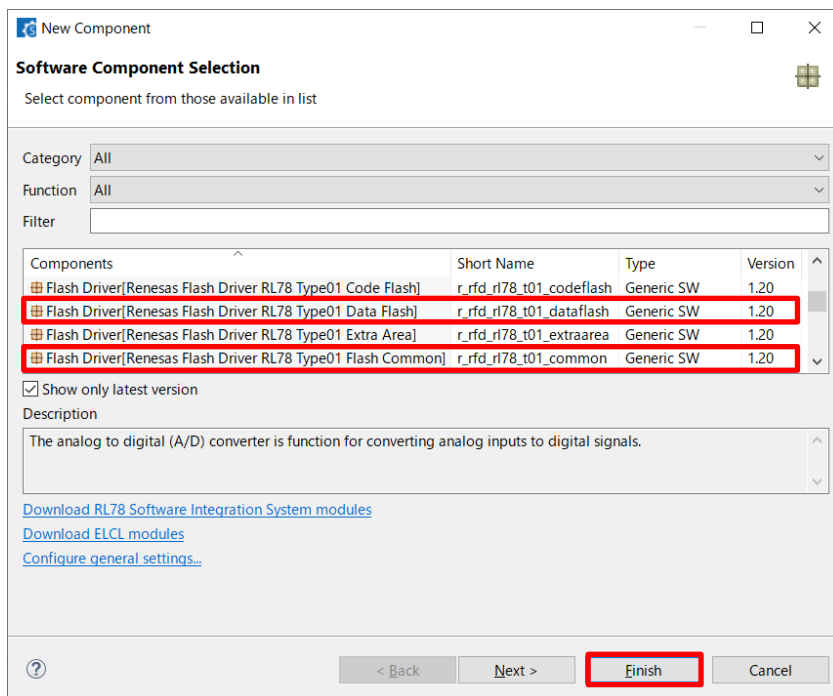 New Component
Software Component Selection
Select component from those available in list
Category All
Function All
Filter
Components Short Name Type Version
Flash Driver[Renesas Flash Driver RL78 Type01 Code Flash] r_rfd_rl78_t01_codeflash Generic SW 1.20
Flash Driver[Renesas Flash Driver RL78 Type01 Data Flash] r_rfd_rl78_t01_dataflash Generic SW 1.20
Flash Driver[Renesas Flash Driver RL78 Type01 Extra Area] r_rfd_rl78_t01_extraarea Generic SW 1.20
Flash Driver[Renesas Flash Driver RL78 Type01 Flash Common] r_rfd_rl78_t01_common Generic SW 1.20
Show only latest version
Description
The analog to digital (A/D) converter is function for converting analog inputs to digital signals.
Download RL78 Software Integration System modules
Download ELCL modules
Configure general settings...
? < Back Next > Finish Cancel